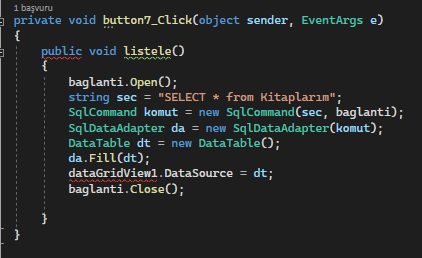 1 başvuru
private void button7_Click(object sender, EventArgs e)
{
public void listele()
{
baglanti.Open();
string sec = "SELECT * from Kitaplarım";
SqlCommand komut = new SqlCommand(sec, baglanti);
SqlDataAdapter da = new SqlDataAdapter(komut);
DataTable dt = new DataTable();
da.Fill(dt);
dataGridView1.DataSource = dt;
baglanti.Close();
}
}